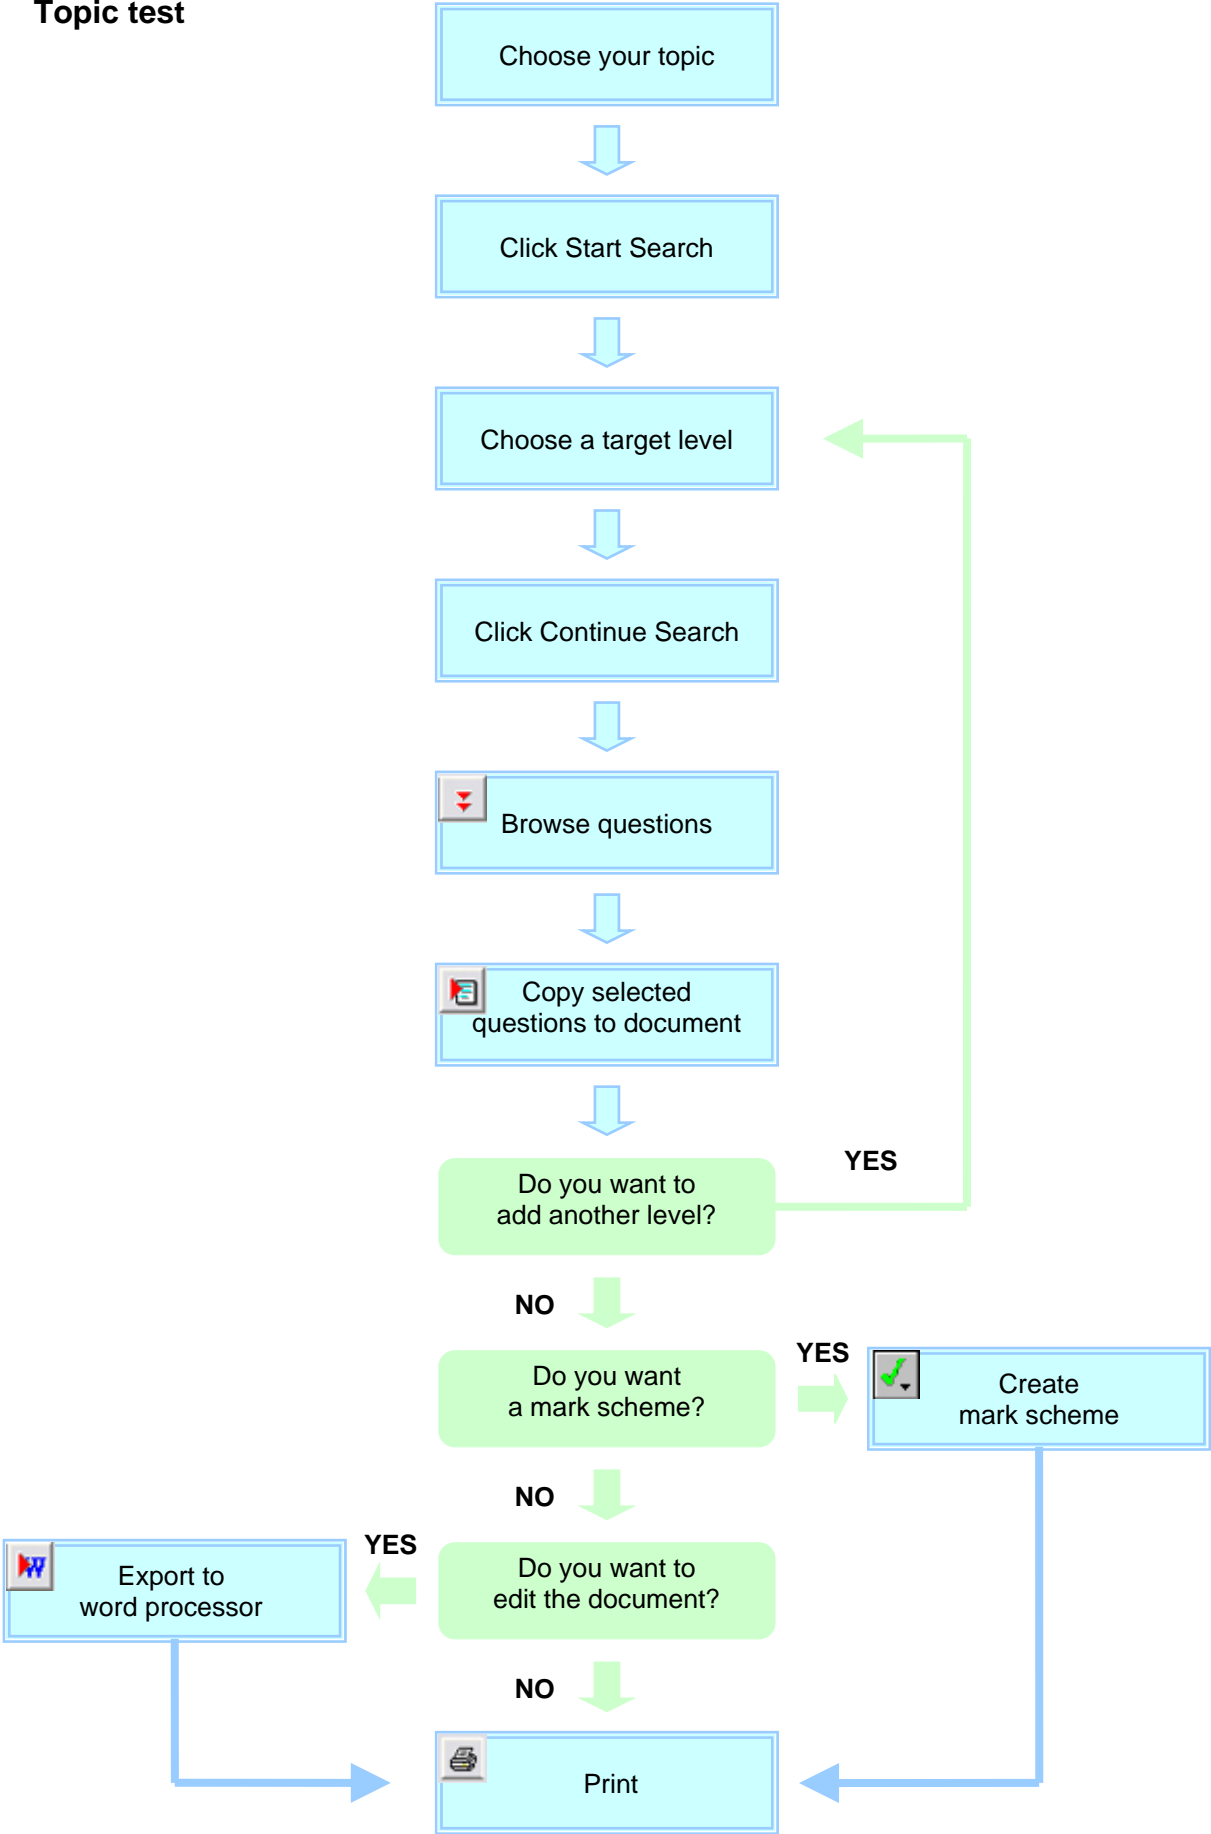 Topic test
Choose your topic
Click Start Search
Choose a target level
Click Continue Search
Browse questions
Copy selected
questions to document
Do you want to
add another level?
YES
NO
Do you want
a mark scheme?
YES
Create
mark scheme
NO
Do you want to
edit the document?
YES
Export to
word processor
NO
Print